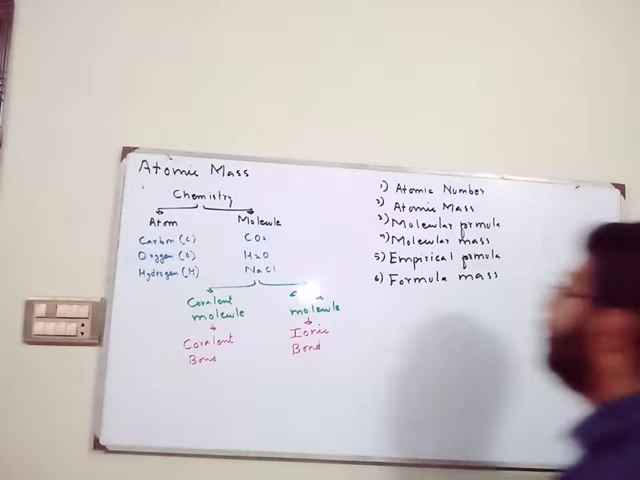 Atomic Mass
Chemistry
Atom Molecule
Carbon (C) CO2
Oxygen (O) H2O
Hydrogen (H) NaCl
Covalent
molecule molecule
Covalent Ionic
Bond Bond
1) Atomic Number
2) Atomic Mass
3) Molecular formula
4) Molecular mass
5) Empirical formula
6) Formula mass